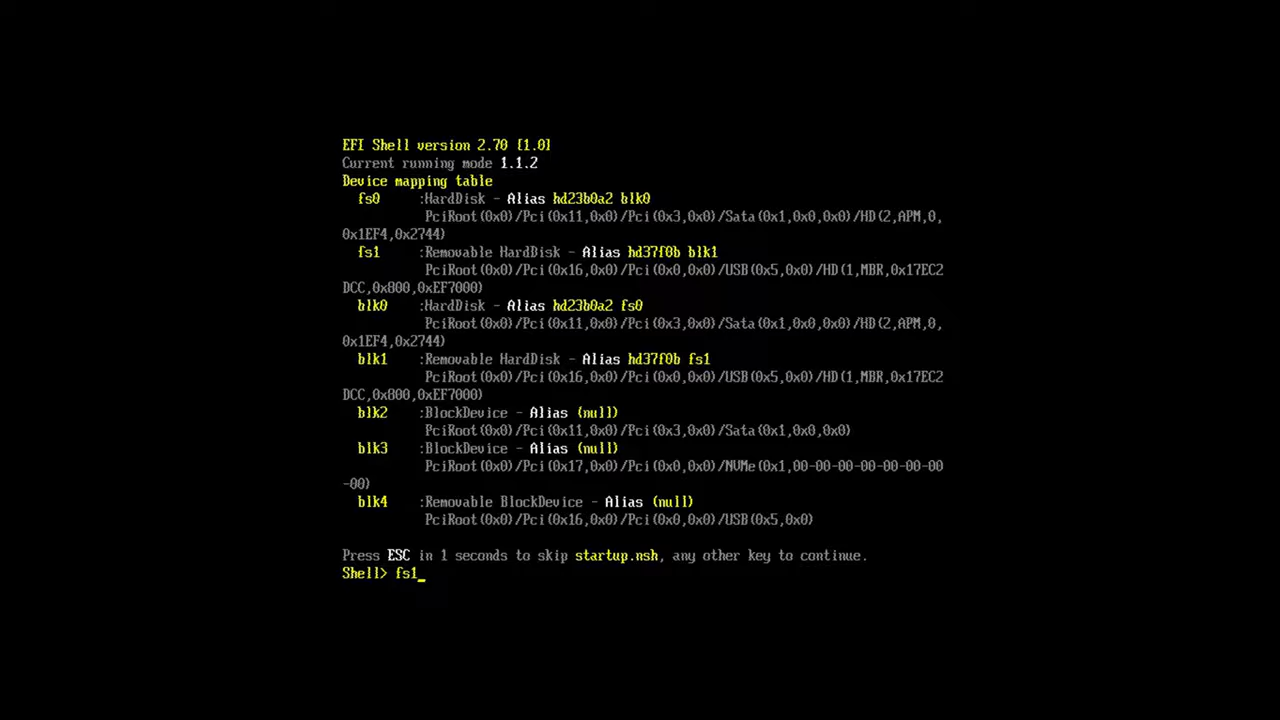 EFI Shell version 2.70 [1.0]
Current running mode 1.1.2
Device mapping table
fs0 :HardDisk - Alias hd23b0a2 blk0
PciRoot(0x0)/Pci(0x11,0x0)/Pci(0x3,0x0)/Sata(0x1,0x0,0x0)/HD(2,APM,0,
0x1EF4,0x2744)
fs1 :Removable HardDisk - Alias hd37f0b blk1
PciRoot(0x0)/Pci(0x16,0x0)/Pci(0x0,0x0)/USB(0x5,0x0)/HD(1,MBR,0x17EC2
DCC,0x800,0xEF7000)
blk0 :HardDisk - Alias hd23b0a2 fs0
PciRoot(0x0)/Pci(0x11,0x0)/Pci(0x3,0x0)/Sata(0x1,0x0,0x0)/HD(2,APM,0,
0x1EF4,0x2744)
blk1 :Removable HardDisk - Alias hd37f0b fs1
PciRoot(0x0)/Pci(0x16,0x0)/Pci(0x0,0x0)/USB(0x5,0x0)/HD(1,MBR,0x17EC2
DCC,0x800,0xEF7000)
blk2 :BlockDevice - Alias (null)
PciRoot(0x0)/Pci(0x11,0x0)/Pci(0x3,0x0)/Sata(0x1,0x0,0x0)
blk3 :BlockDevice - Alias (null)
PciRoot(0x0)/Pci(0x17,0x0)/Pci(0x0,0x0)/NVMe(0x1,00-00-00-00-00-00-00
-00)
blk4 :Removable BlockDevice - Alias (null)
PciRoot(0x0)/Pci(0x16,0x0)/Pci(0x0,0x0)/USB(0x5,0x0)
Press ESC in 1 seconds to skip startup.nsh, any other key to continue.
Shell> fs1_